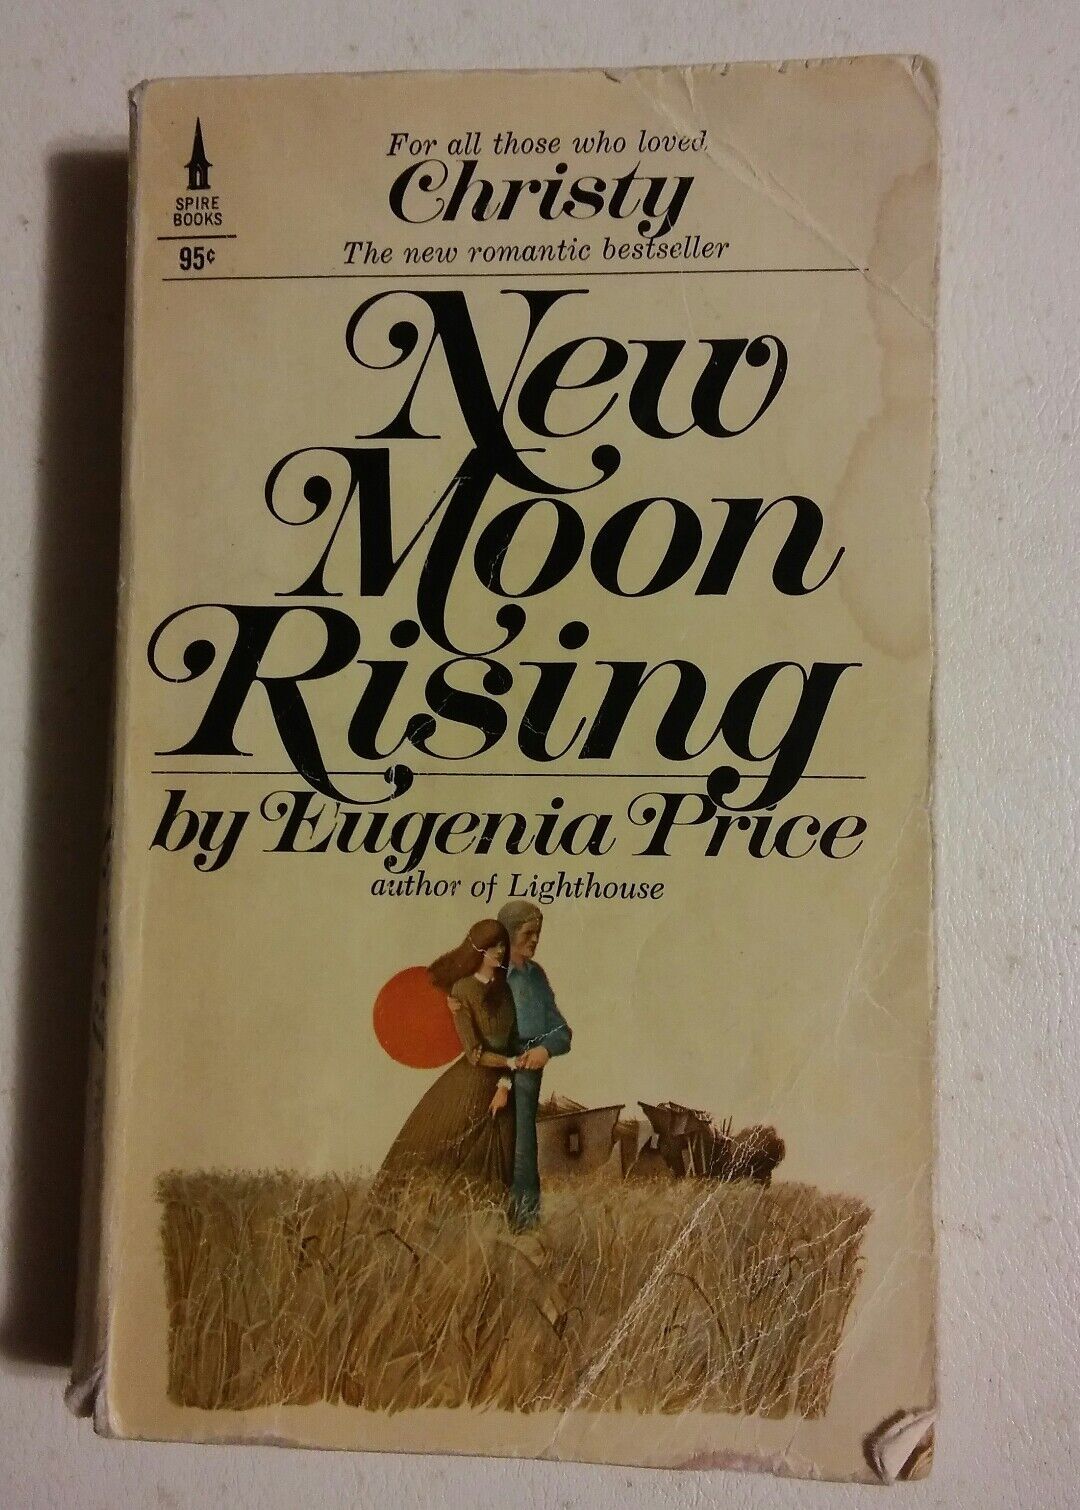 For all those who loved
Christy
The new romantic bestseller
SPIRE
BOOKS
95¢
New
Moon
Rising
by Eugenia Price
author of Lighthouse